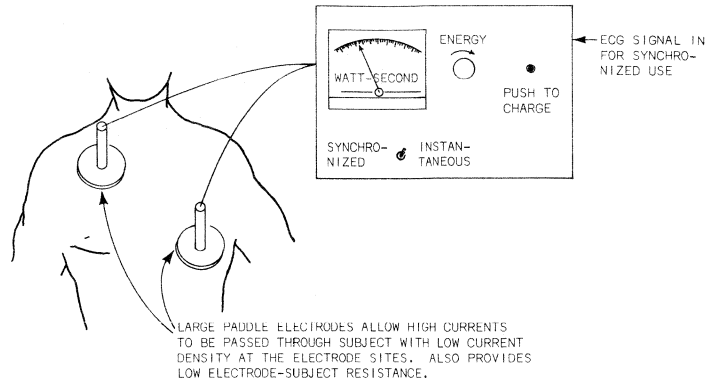 ENERGY
WATT-SECOND
PUSH TO
CHARGE
SYNCHRO-
NIZED
INSTAN-
TANEOUS
ECG SIGNAL IN
FOR SYNCHRO-
NIZED USE
LARGE PADDLE ELECTRODES ALLOW HIGH CURRENTS
TO BE PASSED THROUGH SUBJECT WITH LOW CURRENT
DENSITY AT THE ELECTRODE SITES. ALSO PROVIDES
LOW ELECTRODE-SUBJECT RESISTANCE.